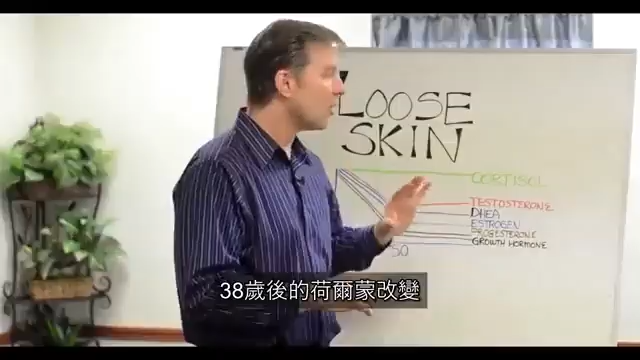 LOOSE
SKIN
CORTISOL
TESTOSTERONE
DHEA
ESTROGEN
PROGESTERONE
GROWTH HORMONE
50
38歲後的荷爾蒙改變